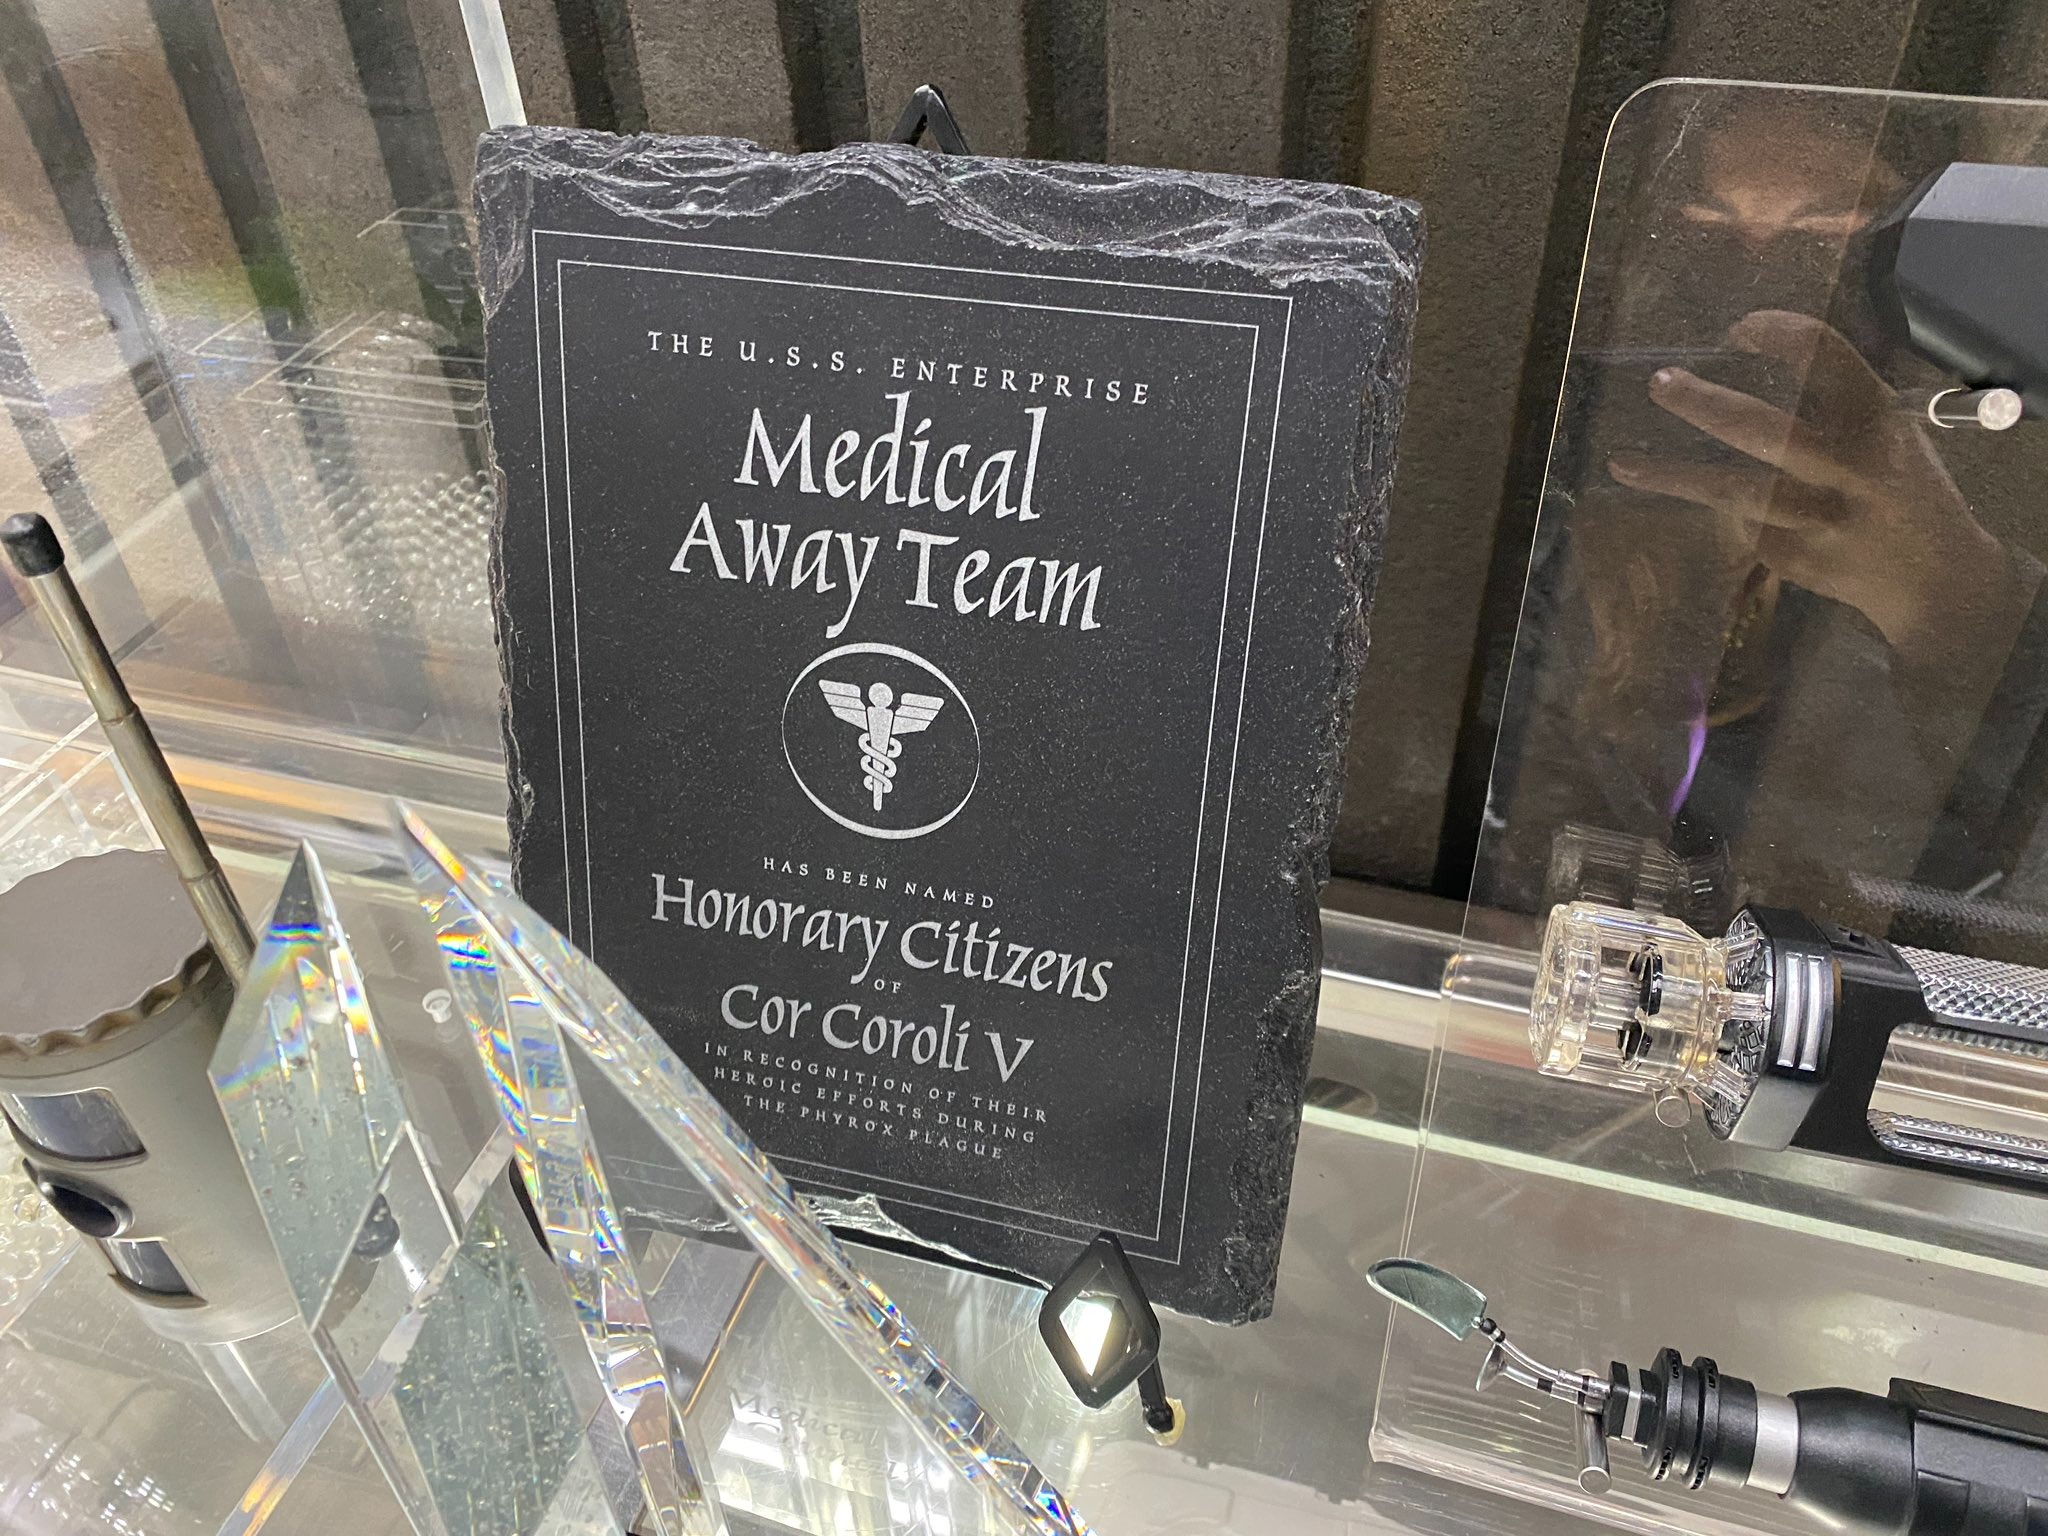 THE U.S.S. ENTERPRISE
Medical
Away Team
HAS BEEN NAMED
Honorary Citizens
OF
Cor Caroli V
IN RECOGNITION OF THEIR
HEROIC EFFORTS DURING
THE PHYROX PLAGUE